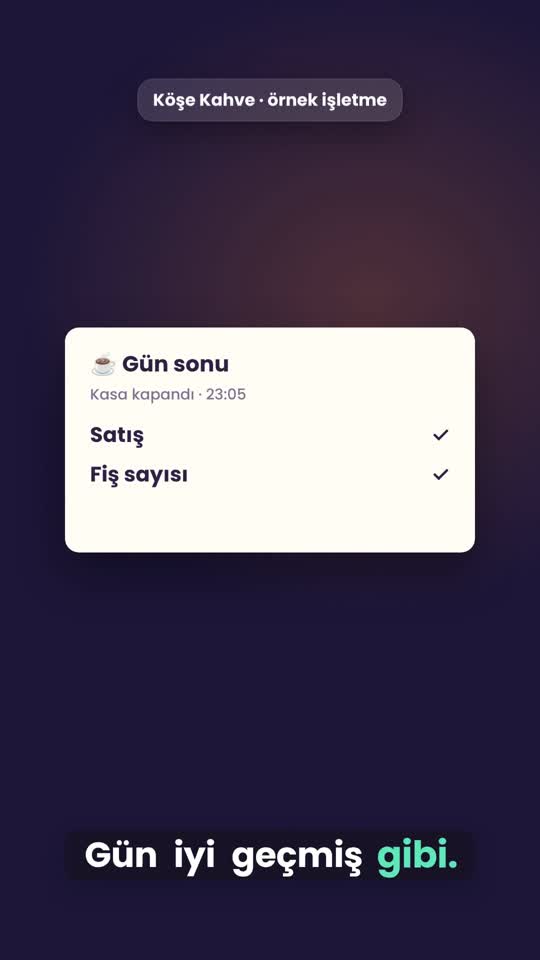 Köşe Kahve · örnek işletme
☕ Gün sonu
Kasa kapandı · 23:05
Satış ✓
Fiş sayısı ✓
Gün iyi geçmiş gibi.